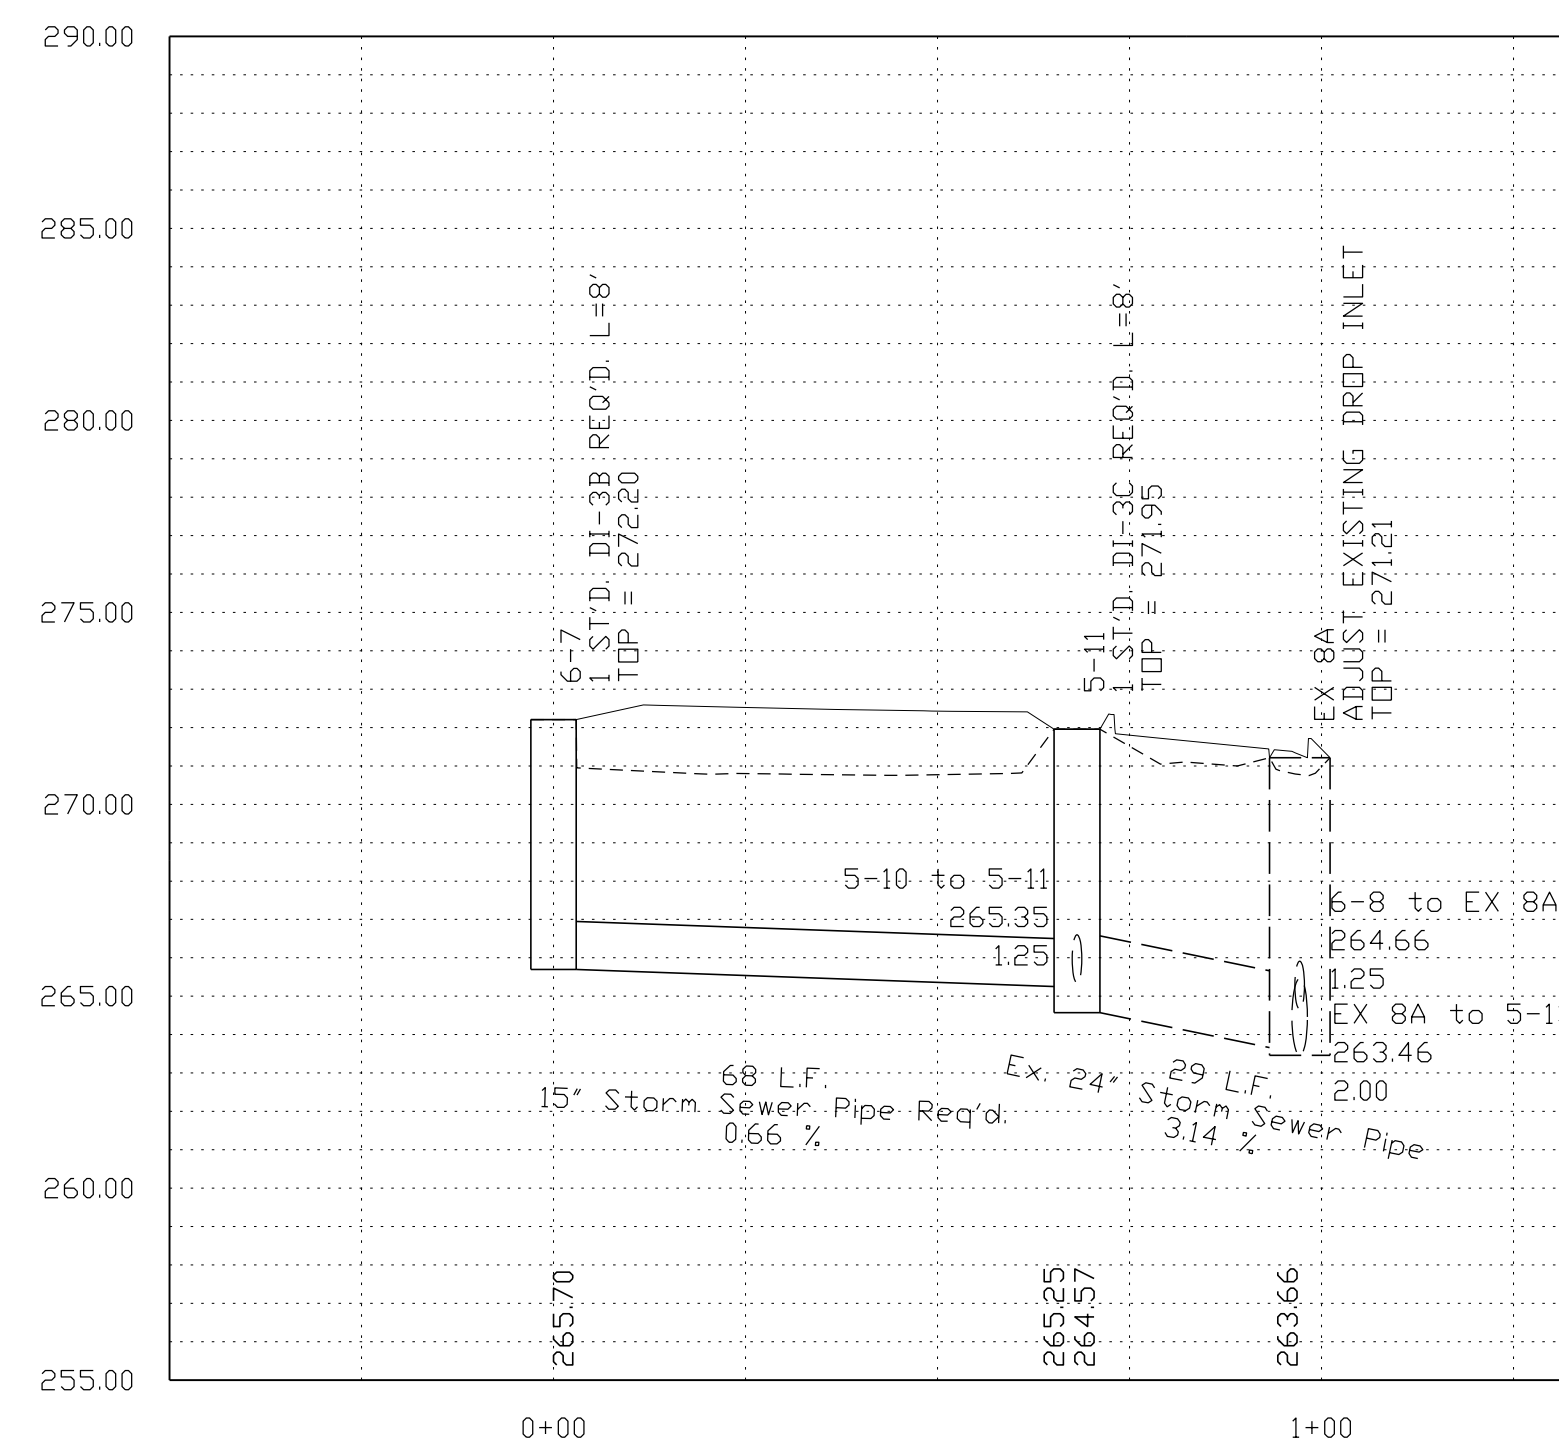 290.00
285.00
280.00
275.00
270.00
265.00
260.00
255.00
6-7
1 ST'D. DI-3B REQ'D. L=8'
TOP = 272.20
5-11
1 ST'D. DI-3C REQ'D. L=8'
TOP = 271.95
EX 8A
ADJUST EXISTING DROP INLET
TOP = 271.21
5-10 to 5-11
265.35
1.25
6-8 to EX 8A
264.66
1.25
EX 8A to
263.46
2.00
68 L.F.
15" Storm Sewer Pipe Req'd.
0.66 %
29 L.F.
Ex. 24" Storm Sewer Pipe
3.14 %
265.70
265.25
264.57
263.66
0+00
1+00